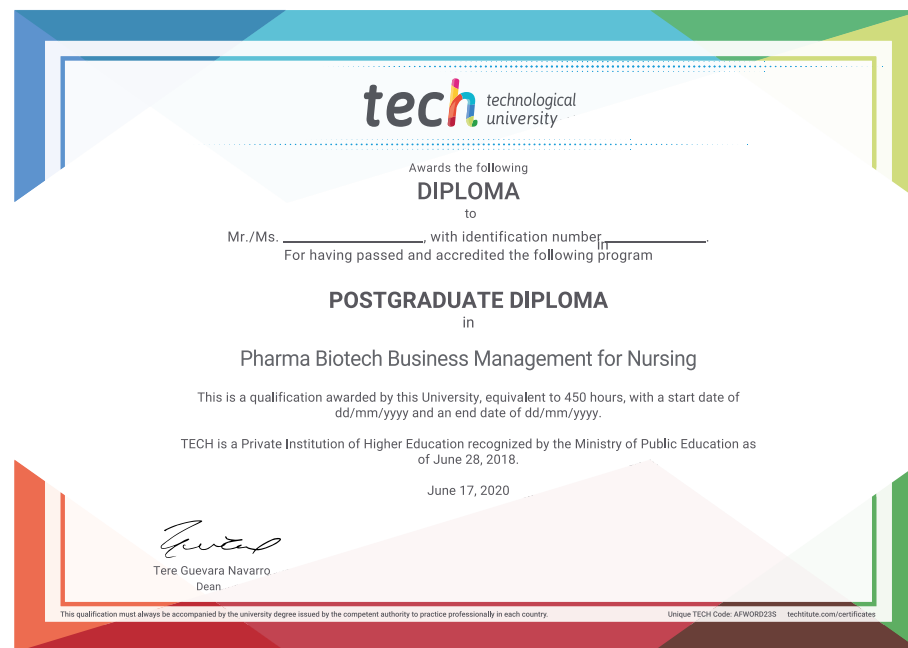 tech technological
university
Awards the following
DIPLOMA
to
Mr./Ms. ____________, with identification number ____________.
in
For having passed and accredited the following program
POSTGRADUATE DIPLOMA
in
Pharma Biotech Business Management for Nursing
This is a qualification awarded by this University, equivalent to 450 hours, with a start date of
dd/mm/yyyy and an end date of dd/mm/yyyy.
TECH is a Private Institution of Higher Education recognized by the Ministry of Public Education as
of June 28, 2018.
June 17, 2020
Tere Guevara Navarro
Dean
This qualification must always be accompanied by the university degree issued by the competent authority to practice professionally in each country.
Unique TECH Code: AFWORD23S techtitute.com/certificates